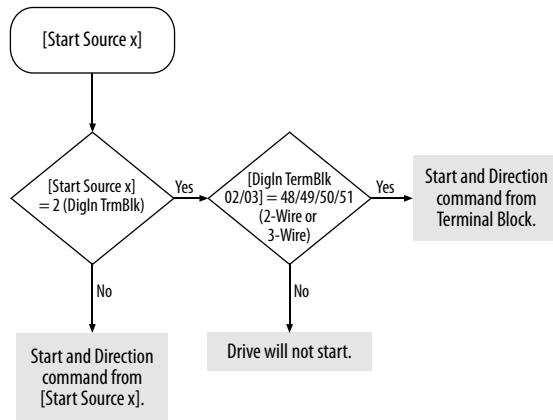 [Start Source x]
[Start Source x]
= 2 (DigIn TrmBlk)
Yes
[DigIn TermBlk
02/03] = 48/49/50/51
(2-Wire or
3-Wire)
Yes
Start and Direction
command from
Terminal Block.
No
No
Start and Direction
command from
[Start Source x].
Drive will not start.